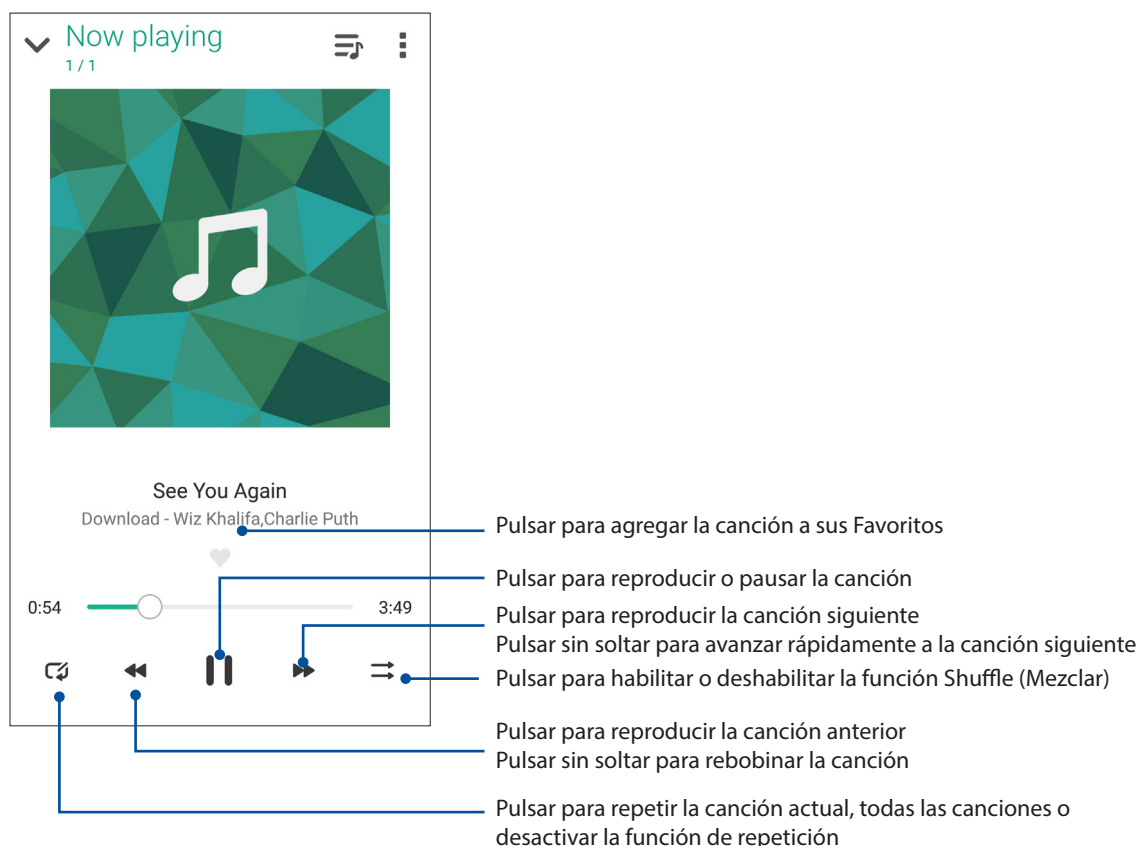 Now playing
1 / 1
See You Again
Download - Wiz Khalifa,Charlie Puth
0:54
3:49
Pulsar para agregar la canción a sus Favoritos
Pulsar para reproducir o pausar la canción
Pulsar para reproducir la canción siguiente
Pulsar sin soltar para avanzar rápidamente a la canción siguiente
Pulsar para habilitar o deshabilitar la función Shuffle (Mezclar)
Pulsar para reproducir la canción anterior
Pulsar sin soltar para rebobinar la canción
Pulsar para repetir la canción actual, todas las canciones o
desactivar la función de repetición